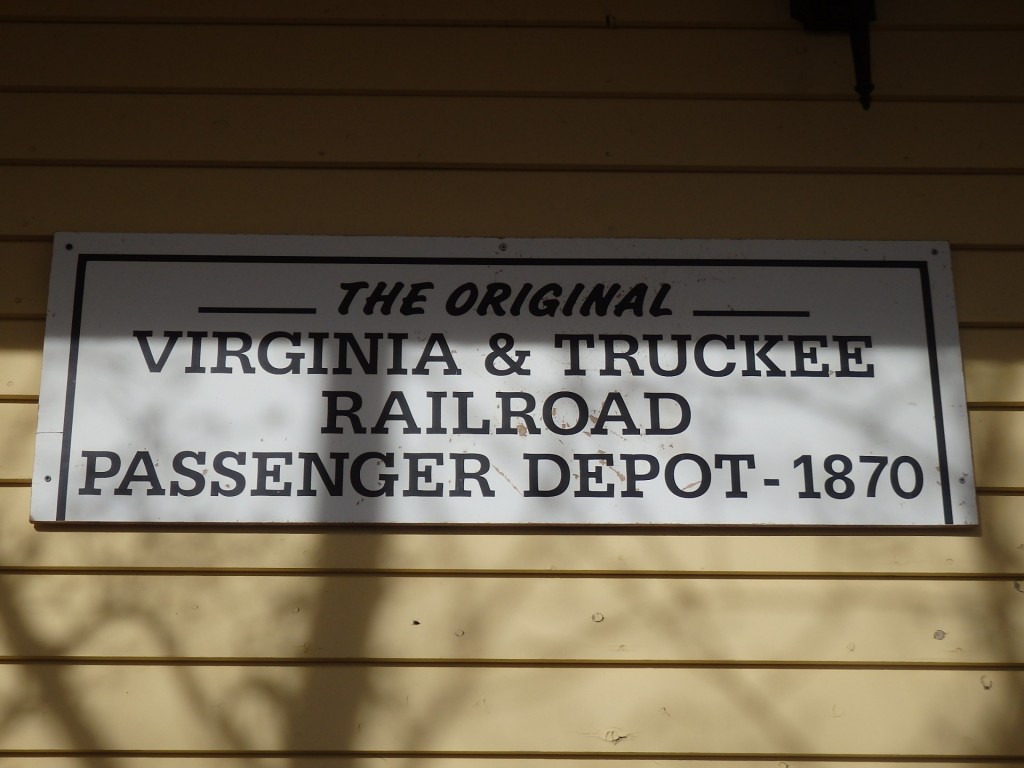 THE ORIGINAL
VIRGINIA & TRUCKEE
RAILROAD
PASSENGER DEPOT - 1870